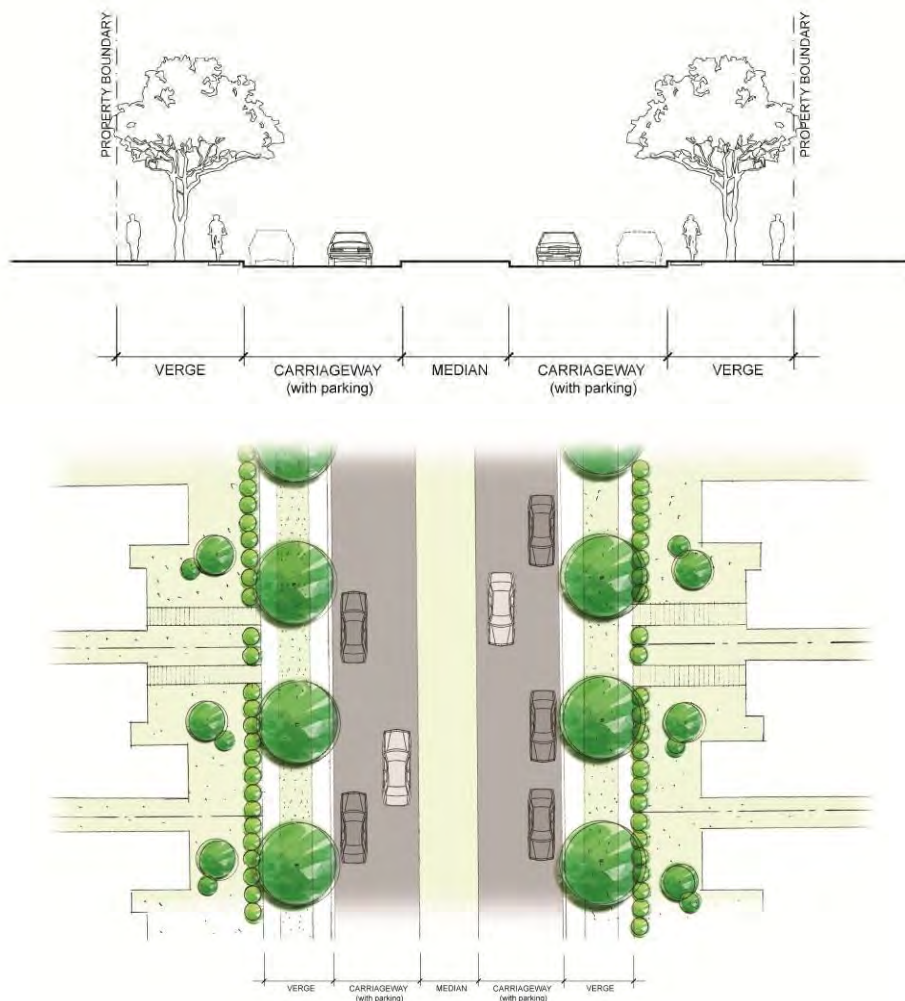 PROPERTY BOUNDARY
PROPERTY BOUNDARY
VERGE
CARRIAGEWAY
(with parking)
MEDIAN
CARRIAGEWAY
(with parking)
VERGE
VERGE
CARRIAGEWAY
(with parking)
MEDIAN
CARRIAGEWAY
(with parking)
VERGE